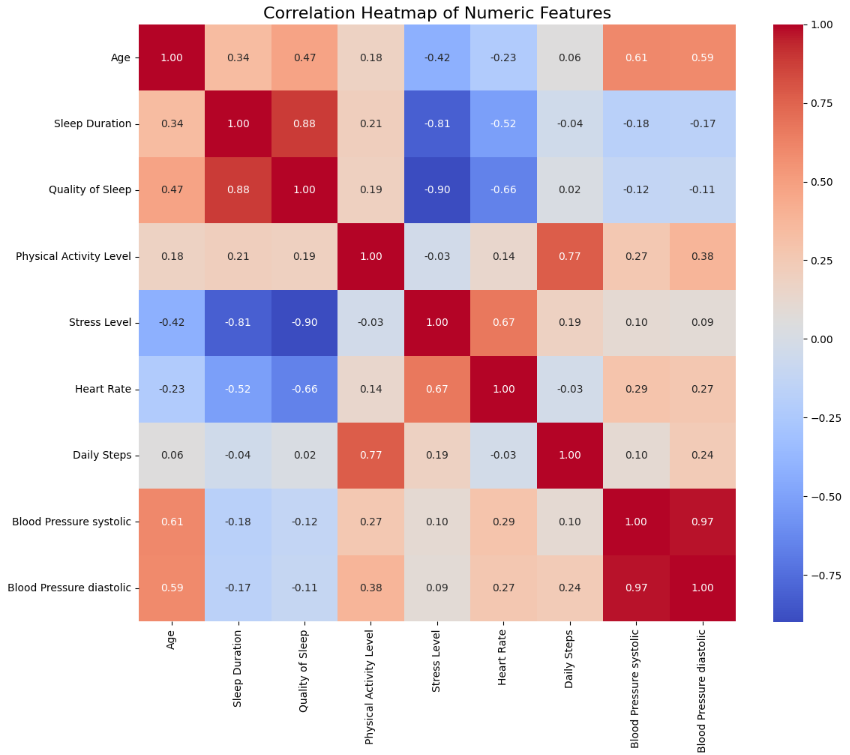 Correlation Heatmap of Numeric Features
Age 1.00 0.34 0.47 0.18 -0.42 -0.23 0.06 0.61 0.59
Sleep Duration 0.34 1.00 0.88 0.21 -0.81 -0.52 -0.04 -0.18 -0.17
Quality of Sleep 0.47 0.88 1.00 0.19 -0.90 -0.66 0.02 -0.12 -0.11
Physical Activity Level 0.18 0.21 0.19 1.00 -0.03 0.14 0.77 0.27 0.38
Stress Level -0.42 -0.81 -0.90 -0.03 1.00 0.67 0.19 0.10 0.09
Heart Rate -0.23 -0.52 -0.66 0.14 0.67 1.00 -0.03 0.29 0.27
Daily Steps 0.06 -0.04 0.02 0.77 0.19 -0.03 1.00 0.10 0.24
Blood Pressure systolic 0.61 -0.18 -0.12 0.27 0.10 0.29 0.10 1.00 0.97
Blood Pressure diastolic 0.59 -0.17 -0.11 0.38 0.09 0.27 0.24 0.97 1.00
Age
Sleep Duration
Quality of Sleep
Physical Activity Level
Stress Level
Heart Rate
Daily Steps
Blood Pressure systolic
Blood Pressure diastolic
1.00
0.75
0.50
0.25
0.00
−0.25
−0.50
−0.75